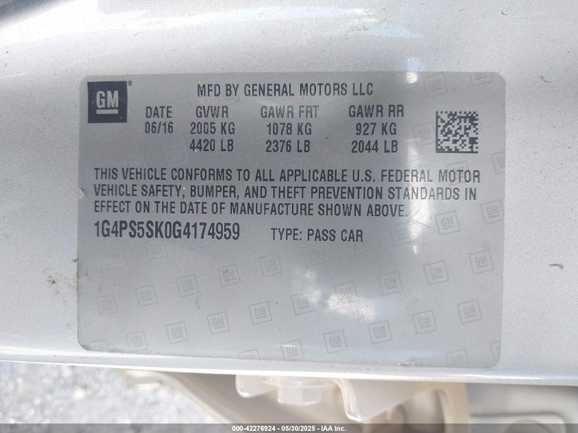 GM
MFD BY GENERAL MOTORS LLC
DATE GVWR GAWR FRT GAWR RR
06/16 2005 KG 1078 KG 927 KG
4420 LB 2376 LB 2044 LB
THIS VEHICLE CONFORMS TO ALL APPLICABLE U.S. FEDERAL MOTOR
VEHICLE SAFETY, BUMPER, AND THEFT PREVENTION STANDARDS IN
EFFECT ON THE DATE OF MANUFACTURE SHOWN ABOVE.
1G4PS5SK0G4174959 TYPE: PASS CAR
000-42276924 - 05/30/2025 - IAA Inc.